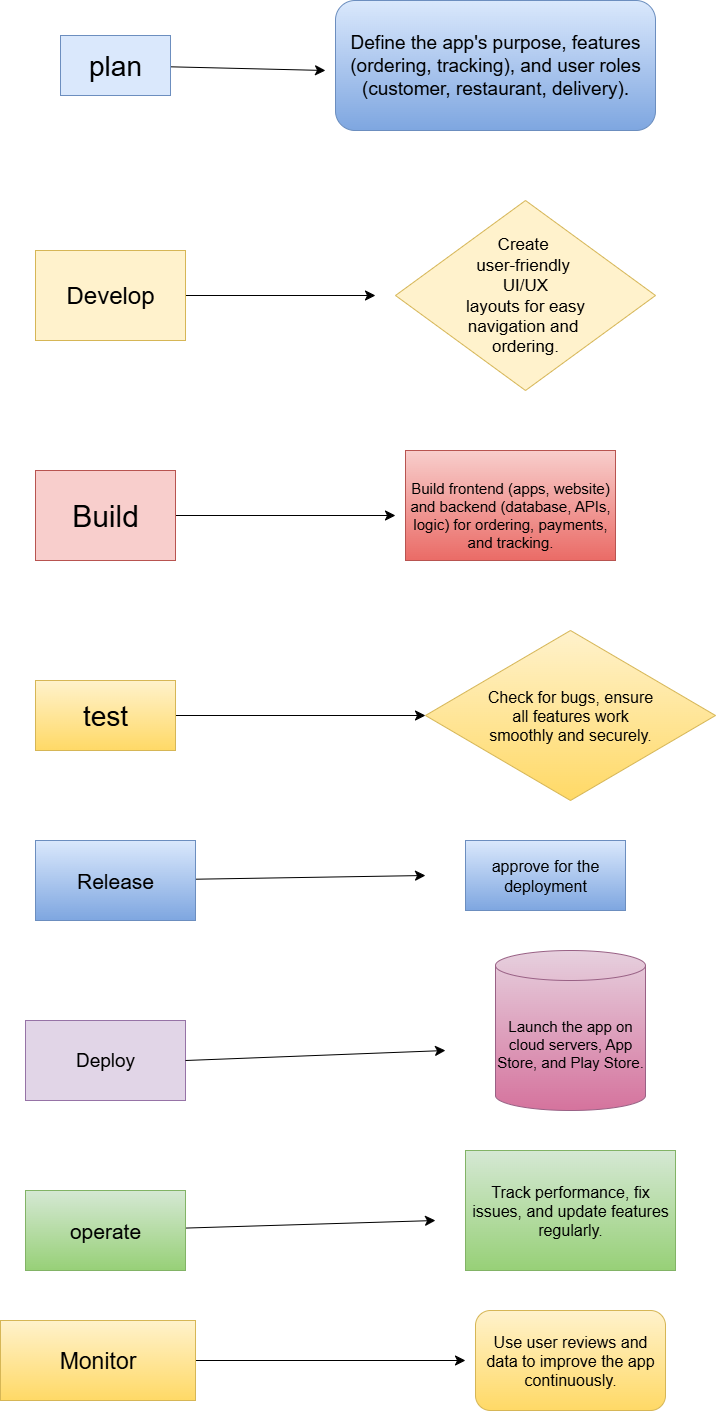 plan
Define the app's purpose, features
(ordering, tracking), and user roles
(customer, restaurant, delivery).
Develop
Create
user-friendly
UI/UX
layouts for easy
navigation and
ordering.
Build
Build frontend (apps, website)
and backend (database, APIs,
logic) for ordering, payments,
and tracking.
test
Check for bugs, ensure
all features work
smoothly and securely.
Release
approve for the
deployment
Deploy
Launch the app on
cloud servers, App
Store, and Play Store.
operate
Track performance, fix
issues, and update features
regularly.
Monitor
Use user reviews and
data to improve the app
continuously.